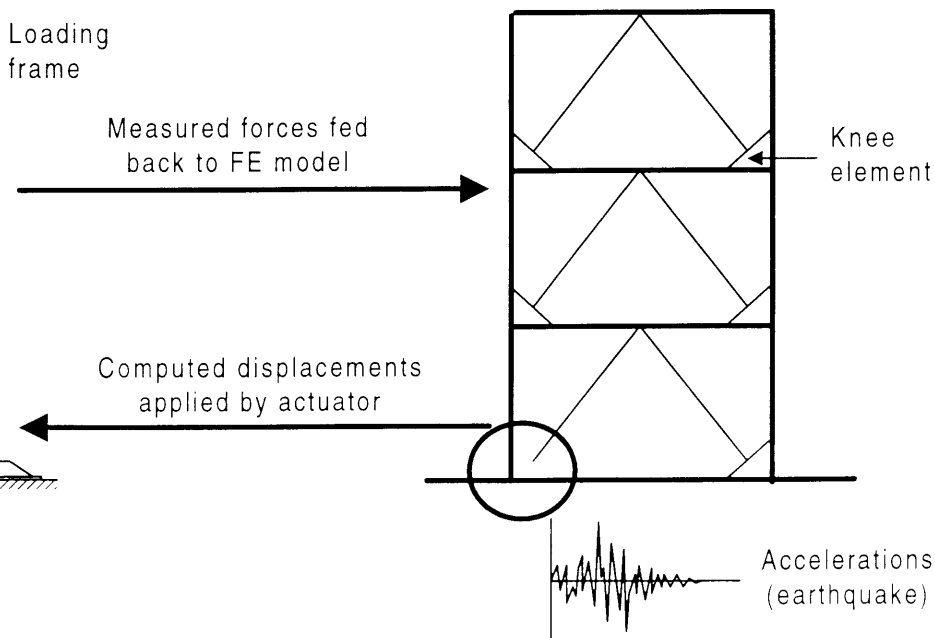 Loading
frame
Measured forces fed
back to FE model
Knee
element
Computed displacements
applied by actuator
Accelerations
(earthquake)